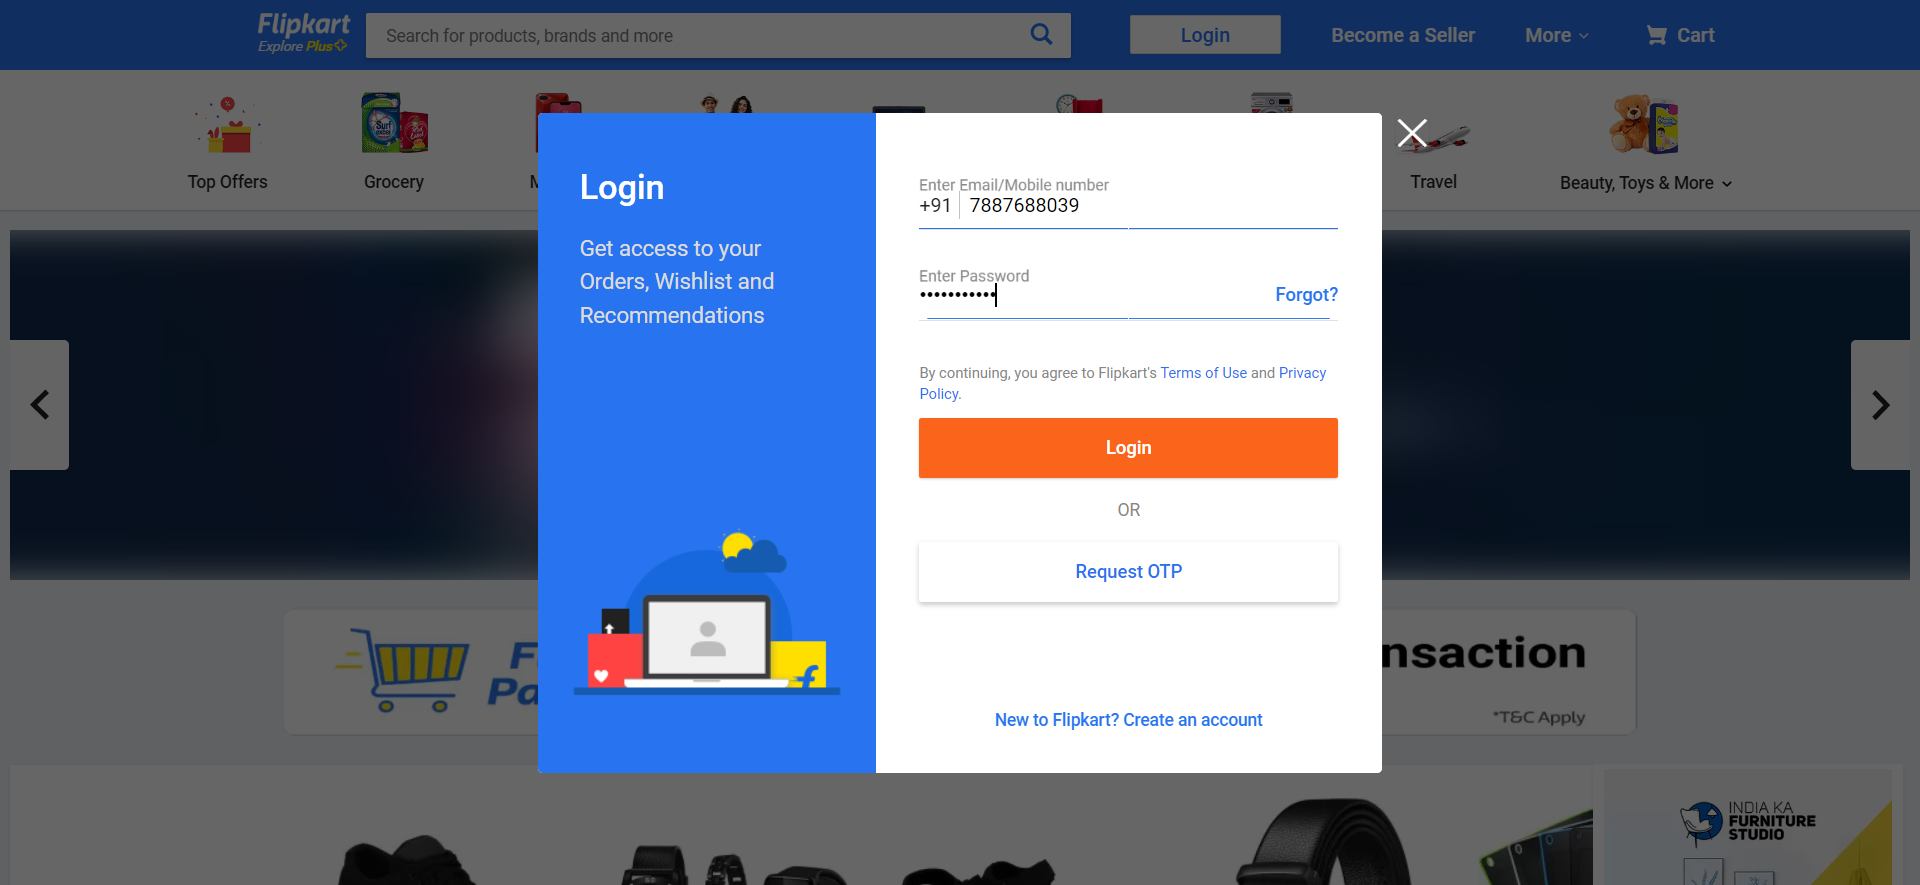 Flipkart
Explore Plus
Search for products, brands and more
Login
Become a Seller
More
Cart
Top Offers
Grocery
Travel
Beauty, Toys & More
Login
Get access to your
Orders, Wishlist and
Recommendations
Enter Email/Mobile number
+91 7887688039
Enter Password
•••••••••••
Forgot?
By continuing, you agree to Flipkart's Terms of Use and Privacy
Policy.
Login
OR
Request OTP
New to Flipkart? Create an account
nsaction
*T&C Apply
INDIA KA
FURNITURE
STUDIO